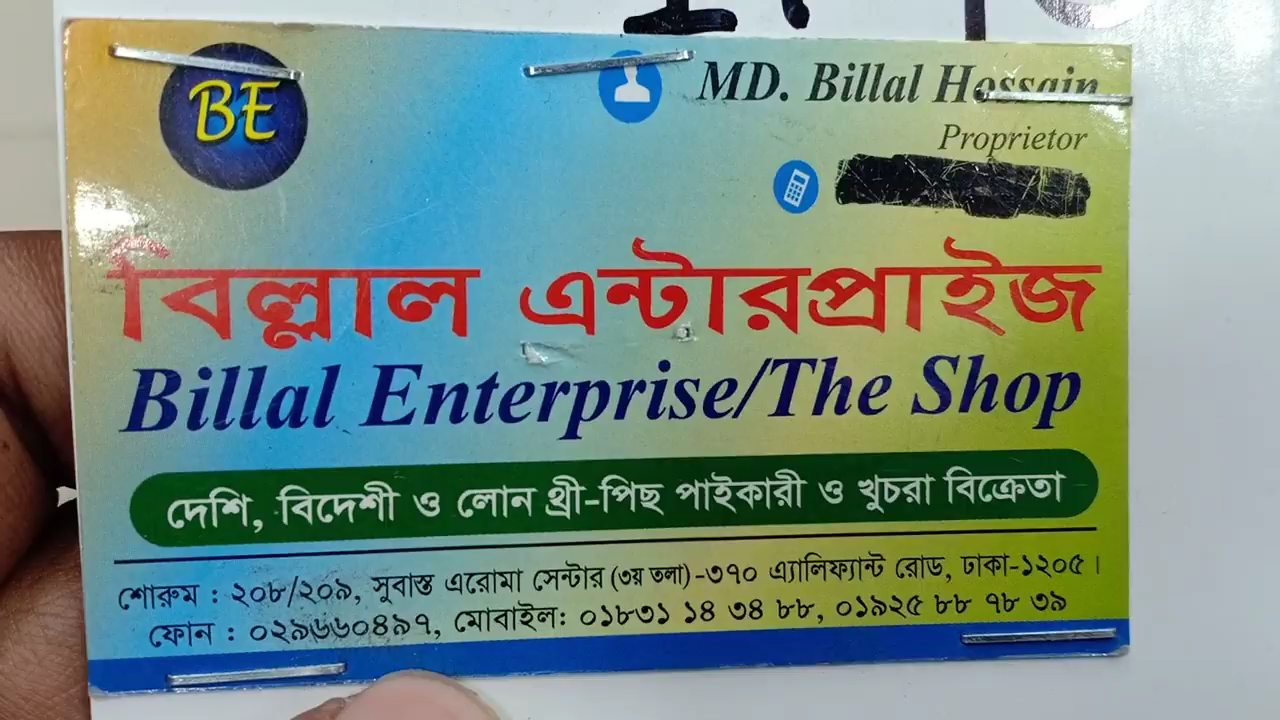 BE
MD. Billal Hossain
Proprietor
বিল্লাল এন্টারপ্রাইজ
Billal Enterprise/The Shop
দেশি, বিদেশী ও লোন থ্রী-পিছ পাইকারী ও খুচরা বিক্রেতা
শোরুম : ২০৮/২০৯, সুবাস্ত এরোমা সেন্টার (৩য় তলা) -৩৭০ এ্যালিফ্যান্ট রোড, ঢাকা-১২০৫।
ফোন : ০২৯৬৬০৪৯৭, মোবাইল: ০১৮৩১ ১৪ ৩৪ ৮৮, ০১৯২৫ ৮৮ ৭৮ ৩৯